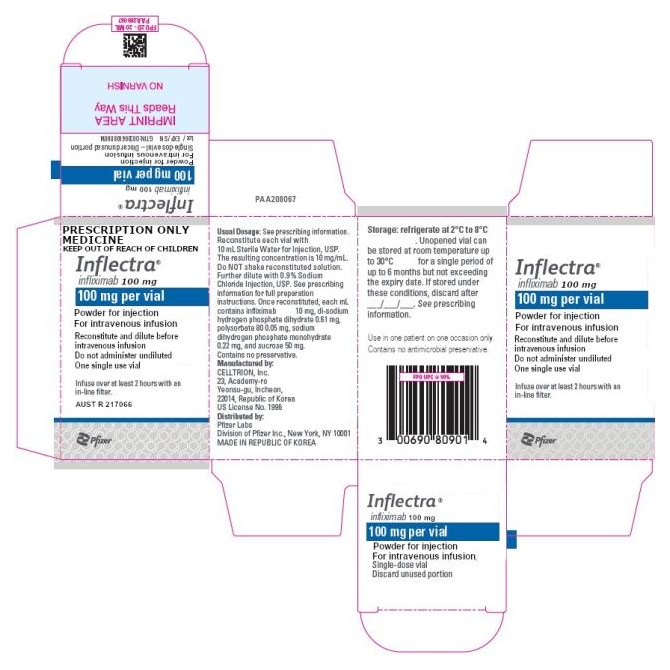 FPO 2D - 20 MIL
PAA208067
NO VARNISH
IMPRINT AREA
Reads This Way
Single-dose vial – Discard unused portion
For intravenous infusion
Powder for injection
100 mg per vial
infliximab 100 mg
Inflectra®
PAA208067
PRESCRIPTION ONLY
MEDICINE
KEEP OUT OF REACH OF CHILDREN
Inflectra®
infliximab 100 mg
100 mg per vial
Powder for injection
For intravenous infusion
Reconstitute and dilute before
intravenous infusion
Do not administer undiluted
One single use vial
Infuse over at least 2 hours with an
in-line filter.
AUST R 217066
Pfizer
Usual Dosage: See prescribing information.
Reconstitute each vial with
10 mL Sterile Water for Injection, USP.
The resulting concentration is 10 mg/mL.
Do NOT shake reconstituted solution.
Further dilute with 0.9% Sodium
Chloride Injection, USP. See prescribing
information for full preparation
instructions. Once reconstituted, each mL
contains infliximab 10 mg, di-sodium
hydrogen phosphate dihydrate 0.61 mg,
polysorbate 80 0.05 mg, sodium
dihydrogen phosphate monohydrate
0.22 mg, and sucrose 50 mg.
Contains no preservative.
Manufactured by:
CELLTRION, Inc.
23, Academy-ro
Yeonsu-gu, Incheon,
22014, Republic of Korea
US License No. 1996
Distributed by:
Pfizer Labs
Division of Pfizer Inc., New York, NY 10001
MADE IN REPUBLIC OF KOREA
Storage: refrigerate at 2°C to 8°C
. Unopened vial can
be stored at room temperature up
to 30°C for a single period of
up to 6 months but not exceeding
the expiry date. If stored under
these conditions, discard after
___/___/___. See prescribing
information.
Use in one patient on one occasion only.
Contains no antimicrobial preservative.
FPO UPC @ 90%
3 00690 80901 4
Inflectra®
infliximab 100 mg
100 mg per vial
Powder for injection
For intravenous infusion
Reconstitute and dilute before
intravenous infusion
Do not administer undiluted
One single use vial
Infuse over at least 2 hours with an
in-line filter.
Pfizer
Inflectra®
infliximab 100 mg
100 mg per vial
Powder for injection
For intravenous infusion.
Single-dose vial
Discard unused portion